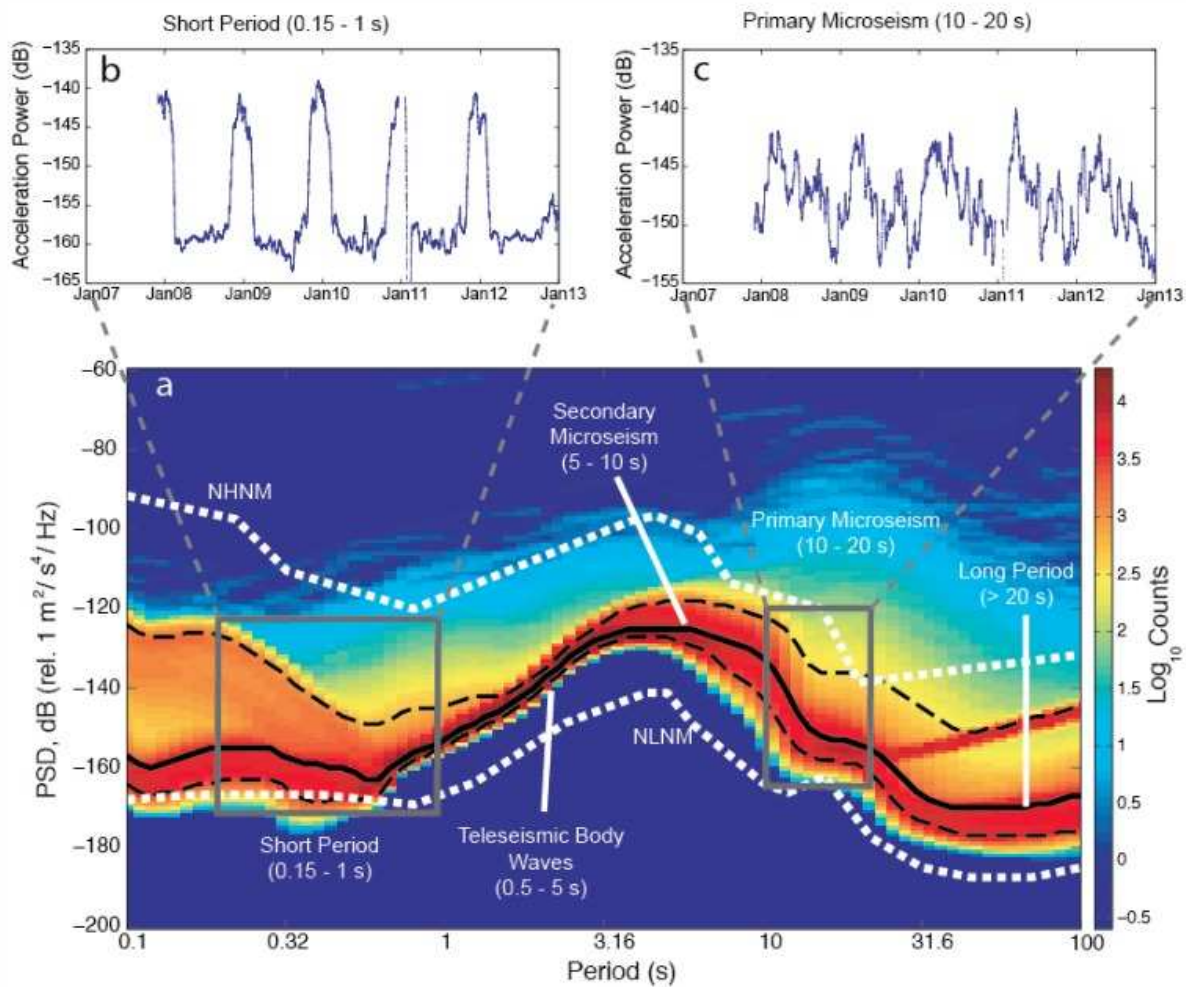 Short Period (0.15 - 1 s)
Primary Microseism (10 - 20 s)
b
Acceleration Power (dB)
−135
−140
−145
−150
−155
−160
−165
Jan07 Jan08 Jan09 Jan10 Jan11 Jan12 Jan13
c
Acceleration Power (dB)
−135
−140
−145
−150
−155
Jan07 Jan08 Jan09 Jan10 Jan11 Jan12 Jan13
a
PSD, dB (rel. 1 m²/ s⁴/ Hz)
−60
−80
−100
−120
−140
−160
−180
−200
NHNM
Secondary
Microseism
(5 - 10 s)
Primary Microseism
(10 - 20 s)
Long Period
(> 20 s)
NLNM
Short Period
(0.15 - 1 s)
Teleseismic Body
Waves
(0.5 - 5 s)
0.1 0.32 1 3.16 10 31.6 100
Period (s)
4
3.5
3
2.5
2
1.5
1
0.5
0
−0.5
Log₁₀ Counts